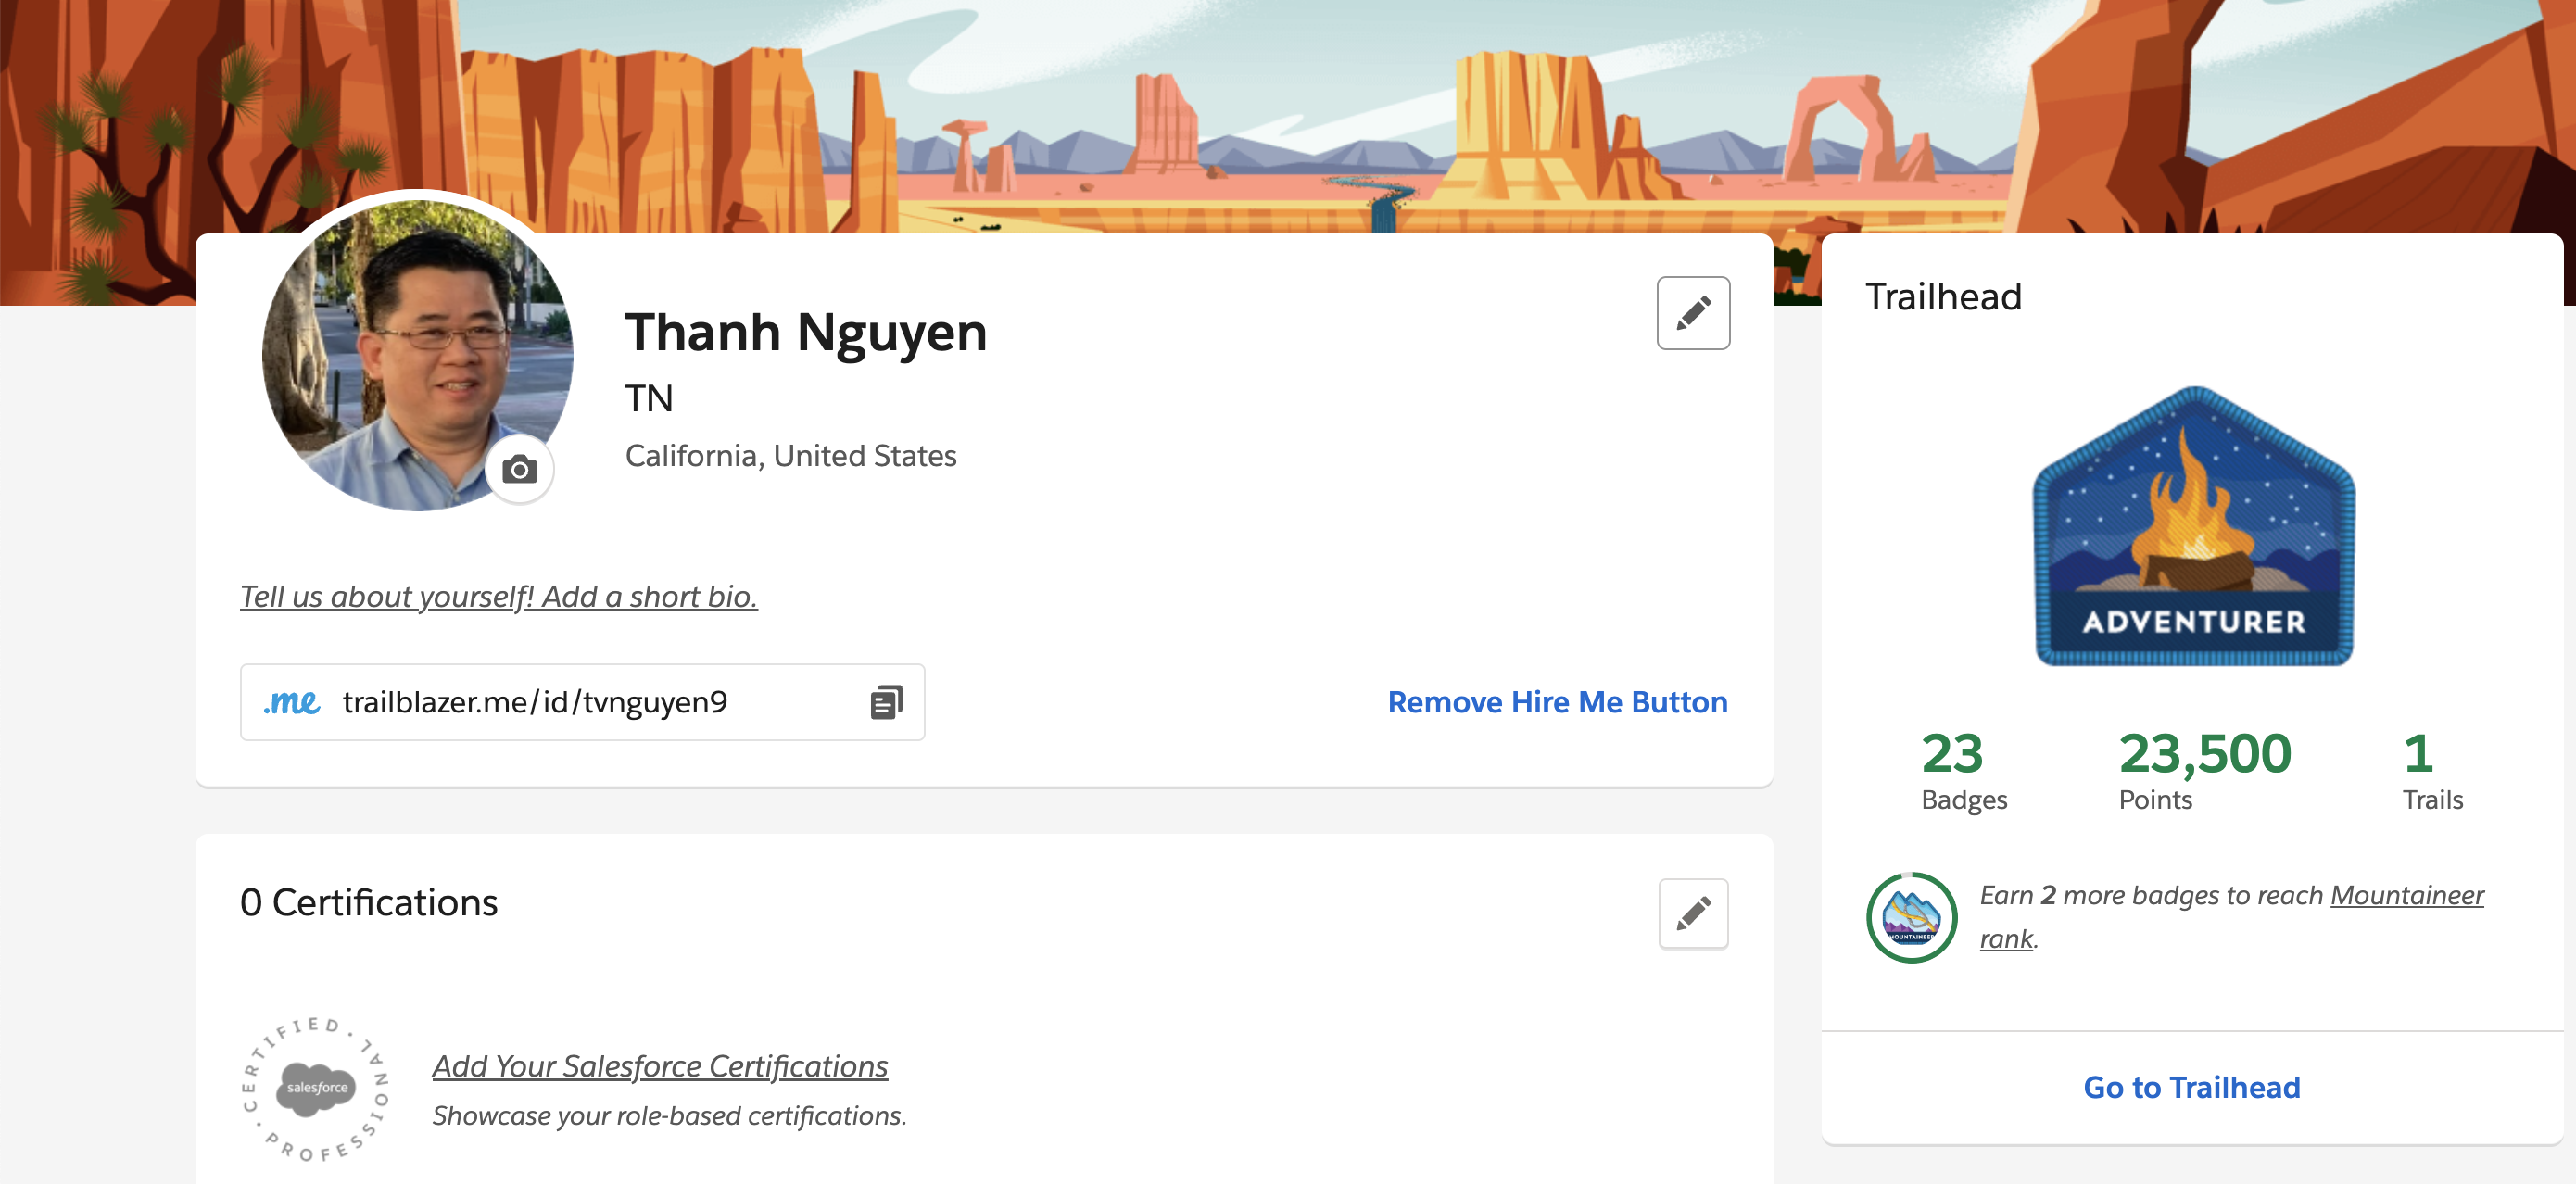 Thanh Nguyen
TN
California, United States
Tell us about yourself! Add a short bio.
.me trailblazer.me/id/tvnguyen9
Remove Hire Me Button
0 Certifications
CERTIFIED · PROFESSIONAL ·
salesforce
Add Your Salesforce Certifications
Showcase your role-based certifications.
Trailhead
ADVENTURER
23 23,500 1
Badges Points Trails
MOUNTAINEER
Earn 2 more badges to reach Mountaineer
rank.
Go to Trailhead